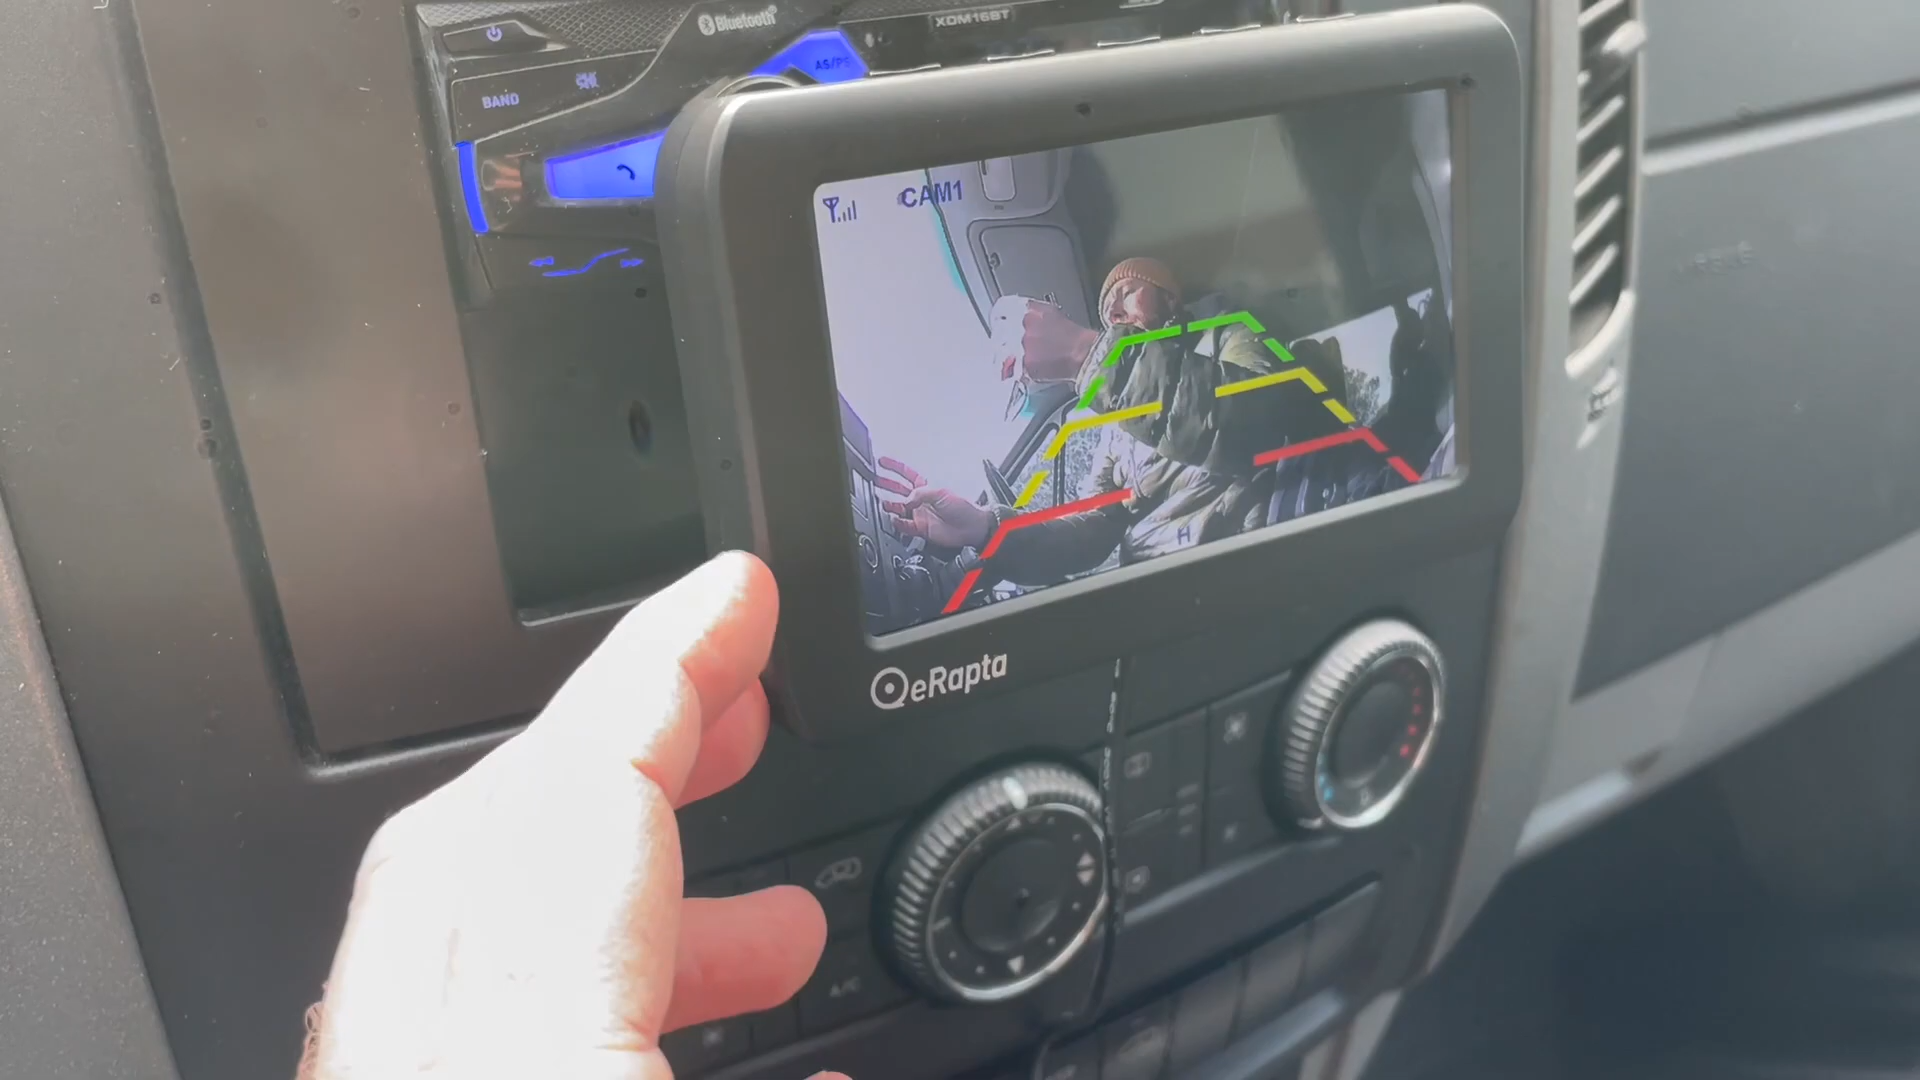 Bluetooth
XDM16BT
AS/PS
BAND
CAM1
H
eRapta
A/C